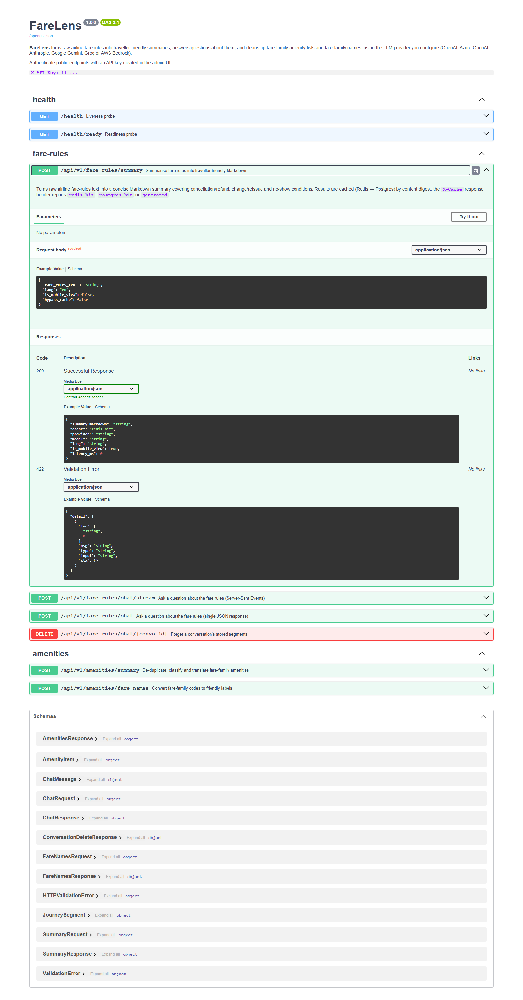 FareLens 1.0.0 OAS 3.1
/openapi.json
FareLens turns raw airline fare rules into traveller-friendly summaries, answers questions about them, and cleans up fare-family amenity lists and fare-family names, using the LLM provider you configure (OpenAI, Azure OpenAI,
Anthropic, Google Gemini, Groq or AWS Bedrock).
Authenticate public endpoints with an API key created in the admin UI:
X-API-Key: fl_...
health
GET /health Liveness probe
GET /health/ready Readiness probe
fare-rules
POST /api/v1/fare-rules/summary Summarise fare rules into traveller-friendly Markdown
Turns raw airline fare-rules text into a concise Markdown summary covering cancellation/refund, change/reissue and no-show conditions. Results are cached (Redis → Postgres) by content digest; the X-Cache response
header reports redis-hit, postgres-hit or generated.
Parameters Try it out
No parameters
Request body required application/json
Example Value Schema
{
"fare_rules_text": "string",
"lang": "en",
"is_mobile_view": false,
"bypass_cache": false
}
Responses
Code Description Links
200 Successful Response No links
Media type
application/json
Controls Accept header.
Example Value Schema
{
"summary_markdown": "string",
"cache": "redis-hit",
"provider": "string",
"model": "string",
"lang": "string",
"is_mobile_view": true,
"latency_ms": 0
}
422 Validation Error No links
Media type
application/json
Example Value Schema
{
"detail": [
{
"loc": [
"string",
0
],
"msg": "string",
"type": "string",
"input": "string",
"ctx": {}
}
]
}
POST /api/v1/fare-rules/chat/stream Ask a question about the fare rules (Server-Sent Events)
POST /api/v1/fare-rules/chat Ask a question about the fare rules (single JSON response)
DELETE /api/v1/fare-rules/chat/{convo_id} Forget a conversation's stored segments
amenities
POST /api/v1/amenities/summary De-duplicate, classify and translate fare-family amenities
POST /api/v1/amenities/fare-names Convert fare-family codes to friendly labels
Schemas
AmenitiesResponse Expand all object
AmenityItem Expand all object
ChatMessage Expand all object
ChatRequest Expand all object
ChatResponse Expand all object
ConversationDeleteResponse Expand all object
FareNamesRequest Expand all object
FareNamesResponse Expand all object
HTTPValidationError Expand all object
JourneySegment Expand all object
SummaryRequest Expand all object
SummaryResponse Expand all object
ValidationError Expand all object